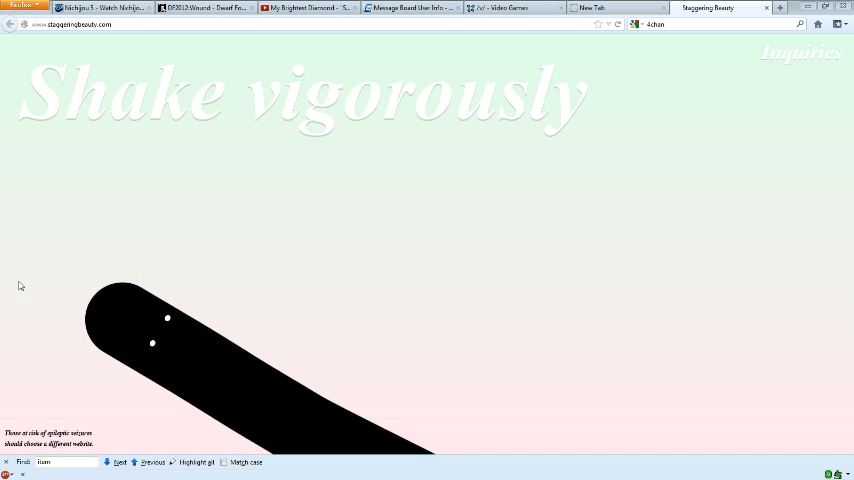 Firefox
Nichijou 5 - Watch Nichijo...
DF2012:Wound - Dwarf Fo...
My Brightest Diamond - "S...
Message Board User Info - ...
/v/ - Video Games
New Tab
Staggering Beauty
www.staggeringbeauty.com
4chan
Inquiries
Shake vigorously
Those at risk of epileptic seizures
should choose a different website.
Find: item Next Previous Highlight all Match case